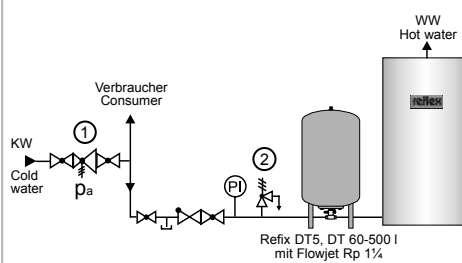 WW
Hot water
reflex
Verbraucher
Consumer
1
KW
Cold
water
pa
2
PI
Refix DT5, DT 60-500 l
mit Flowjet Rp 1¼